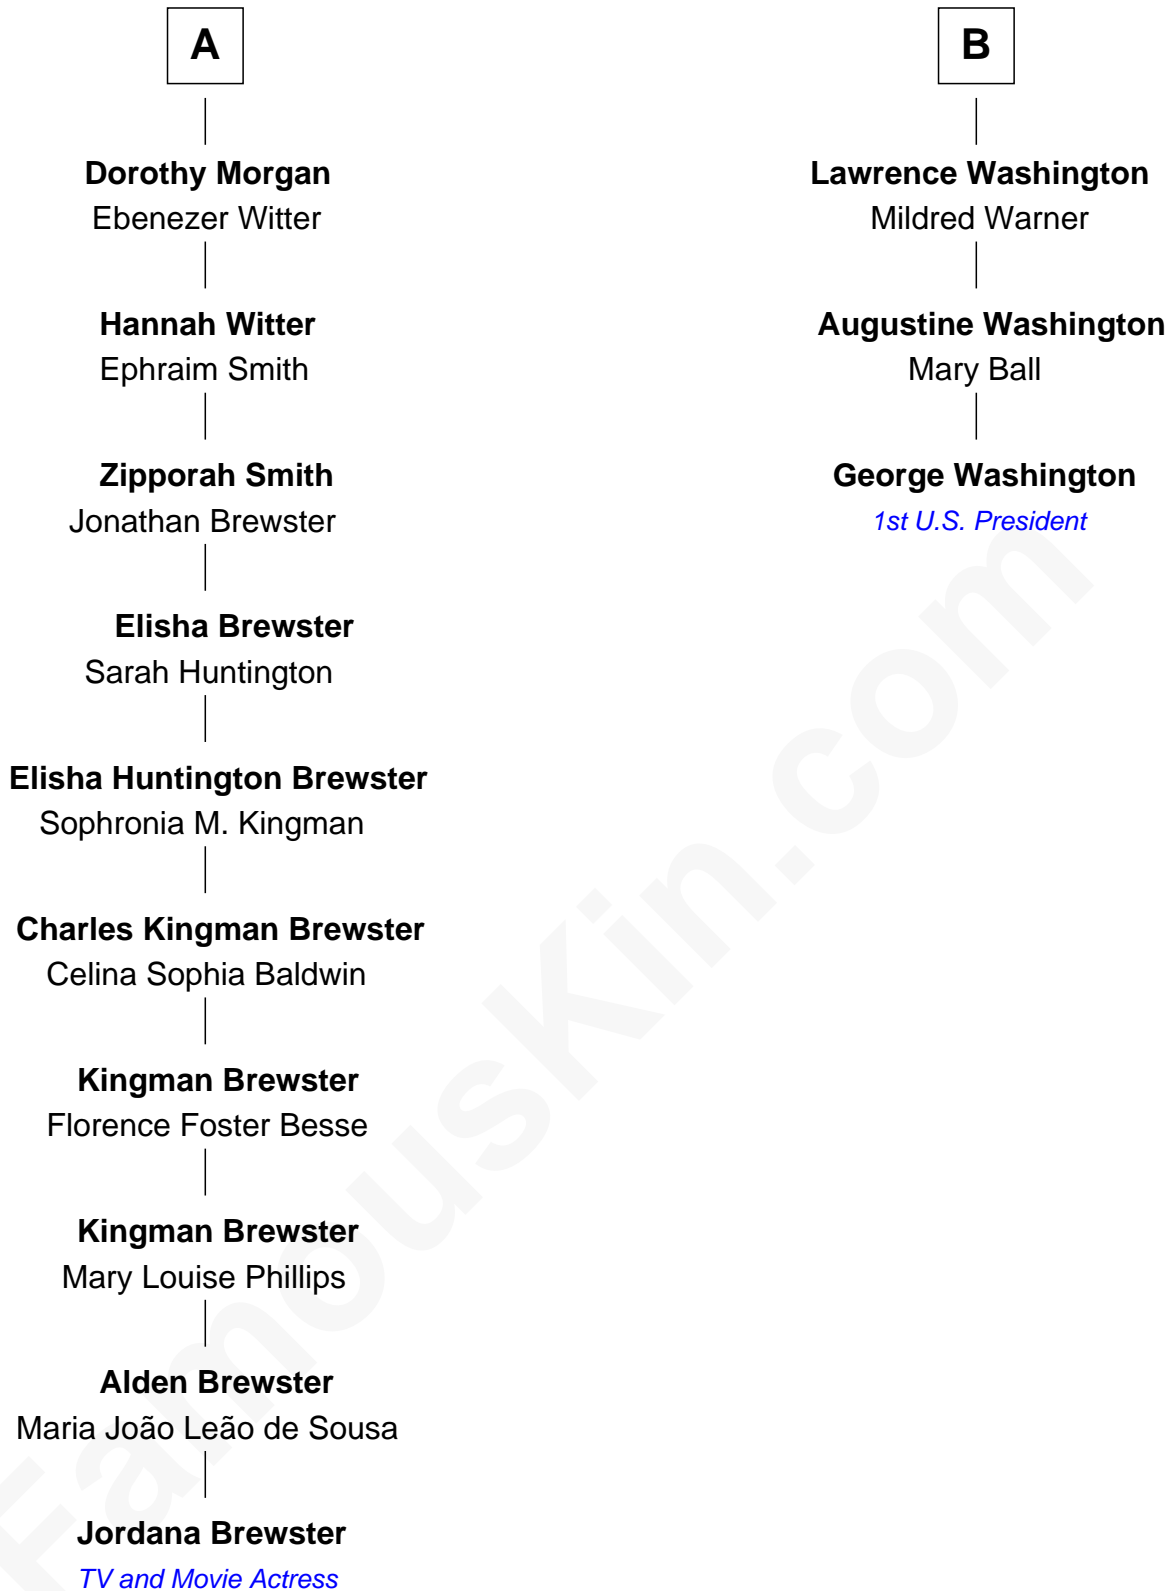 A
Dorothy Morgan
Ebenezer Witter
Hannah Witter
Ephraim Smith
Zipporah Smith
Jonathan Brewster
Elisha Brewster
Sarah Huntington
Elisha Huntington Brewster
Sophronia M. Kingman
Charles Kingman Brewster
Celina Sophia Baldwin
Kingman Brewster
Florence Foster Besse
Kingman Brewster
Mary Louise Phillips
Alden Brewster
Maria João Leão de Sousa
Jordana Brewster
TV and Movie Actress
B
Lawrence Washington
Mildred Warner
Augustine Washington
Mary Ball
George Washington
1st U.S. President
FamousKin.com